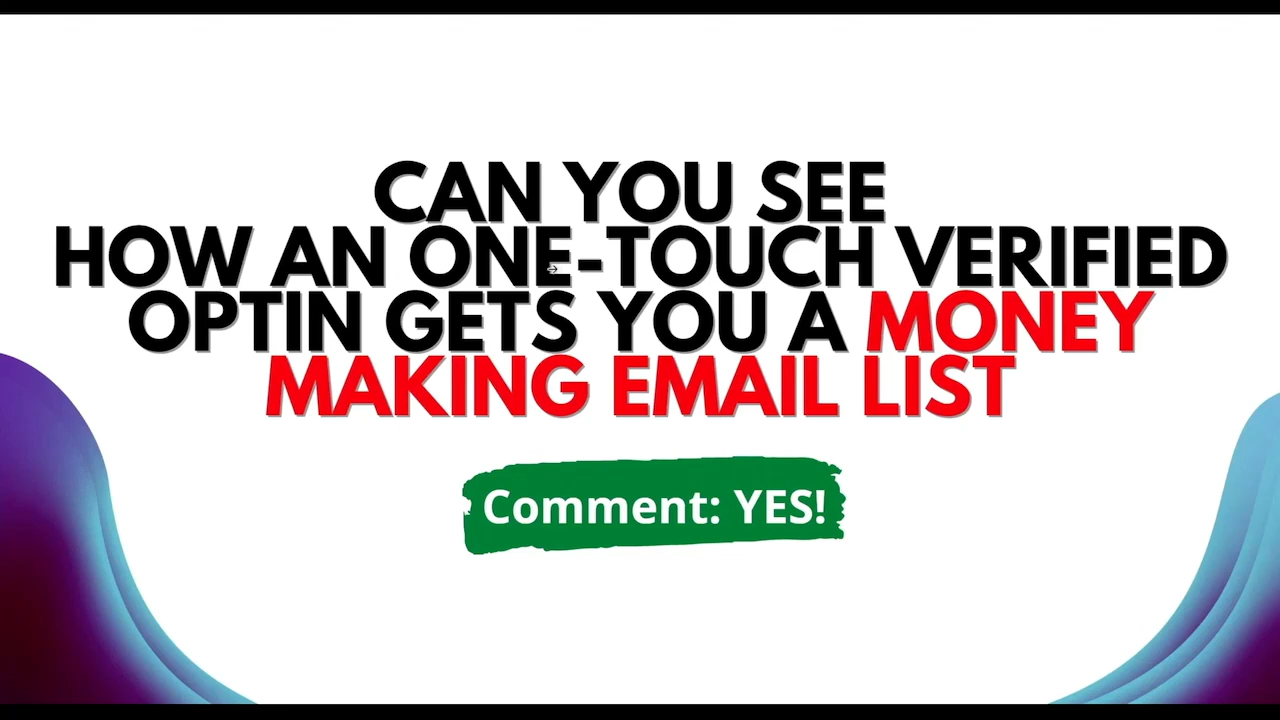 CAN YOU SEE
HOW AN ONE-TOUCH VERIFIED
OPTIN GETS YOU A MONEY
MAKING EMAIL LIST
Comment: YES!